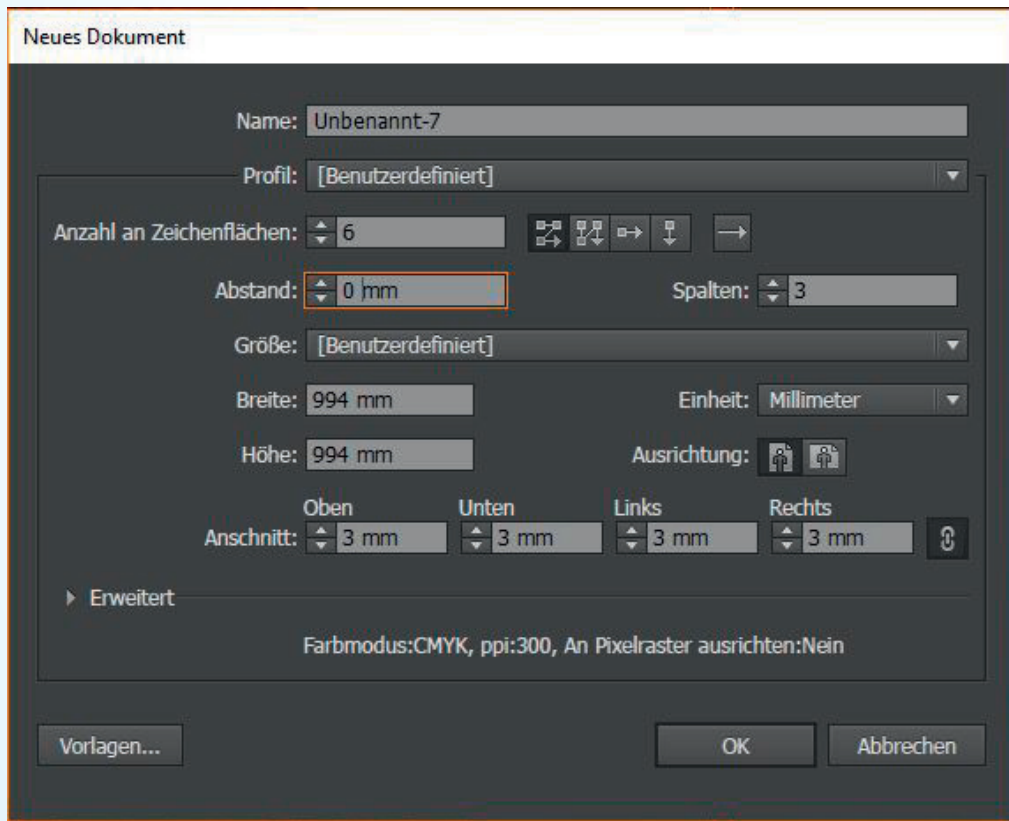 Neues Dokument
Name: Unbenannt-7
Profil: [Benutzerdefiniert]
Anzahl an Zeichenflächen: 6
Abstand: 0 mm Spalten: 3
Größe: [Benutzerdefiniert]
Breite: 994 mm Einheit: Millimeter
Höhe: 994 mm Ausrichtung:
Oben Unten Links Rechts
Anschnitt: 3 mm 3 mm 3 mm 3 mm
Erweitert
Farbmodus:CMYK, ppi:300, An Pixelraster ausrichten:Nein
Vorlagen... OK Abbrechen